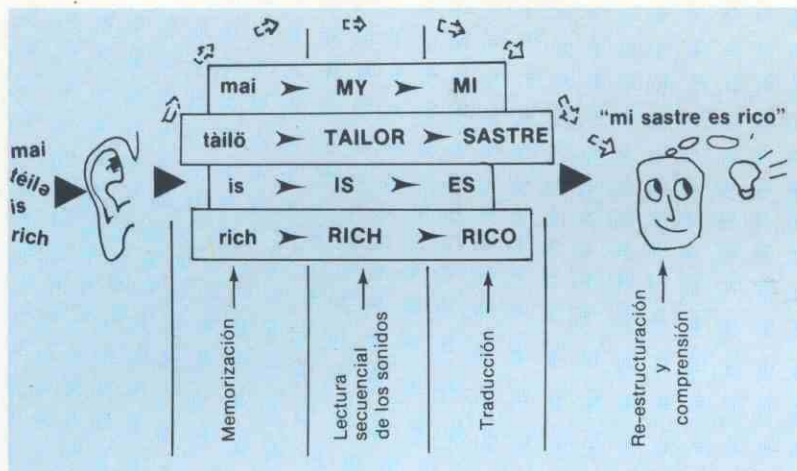 mai
téilə
is
rich
mai MY MI
tàilö TAILOR SASTRE
is IS ES
rich RICH RICO
"mi sastre es rico"
Memorización
Lectura
secuencial
de los sonidos
Traducción
Re-estructuración
y
comprensión